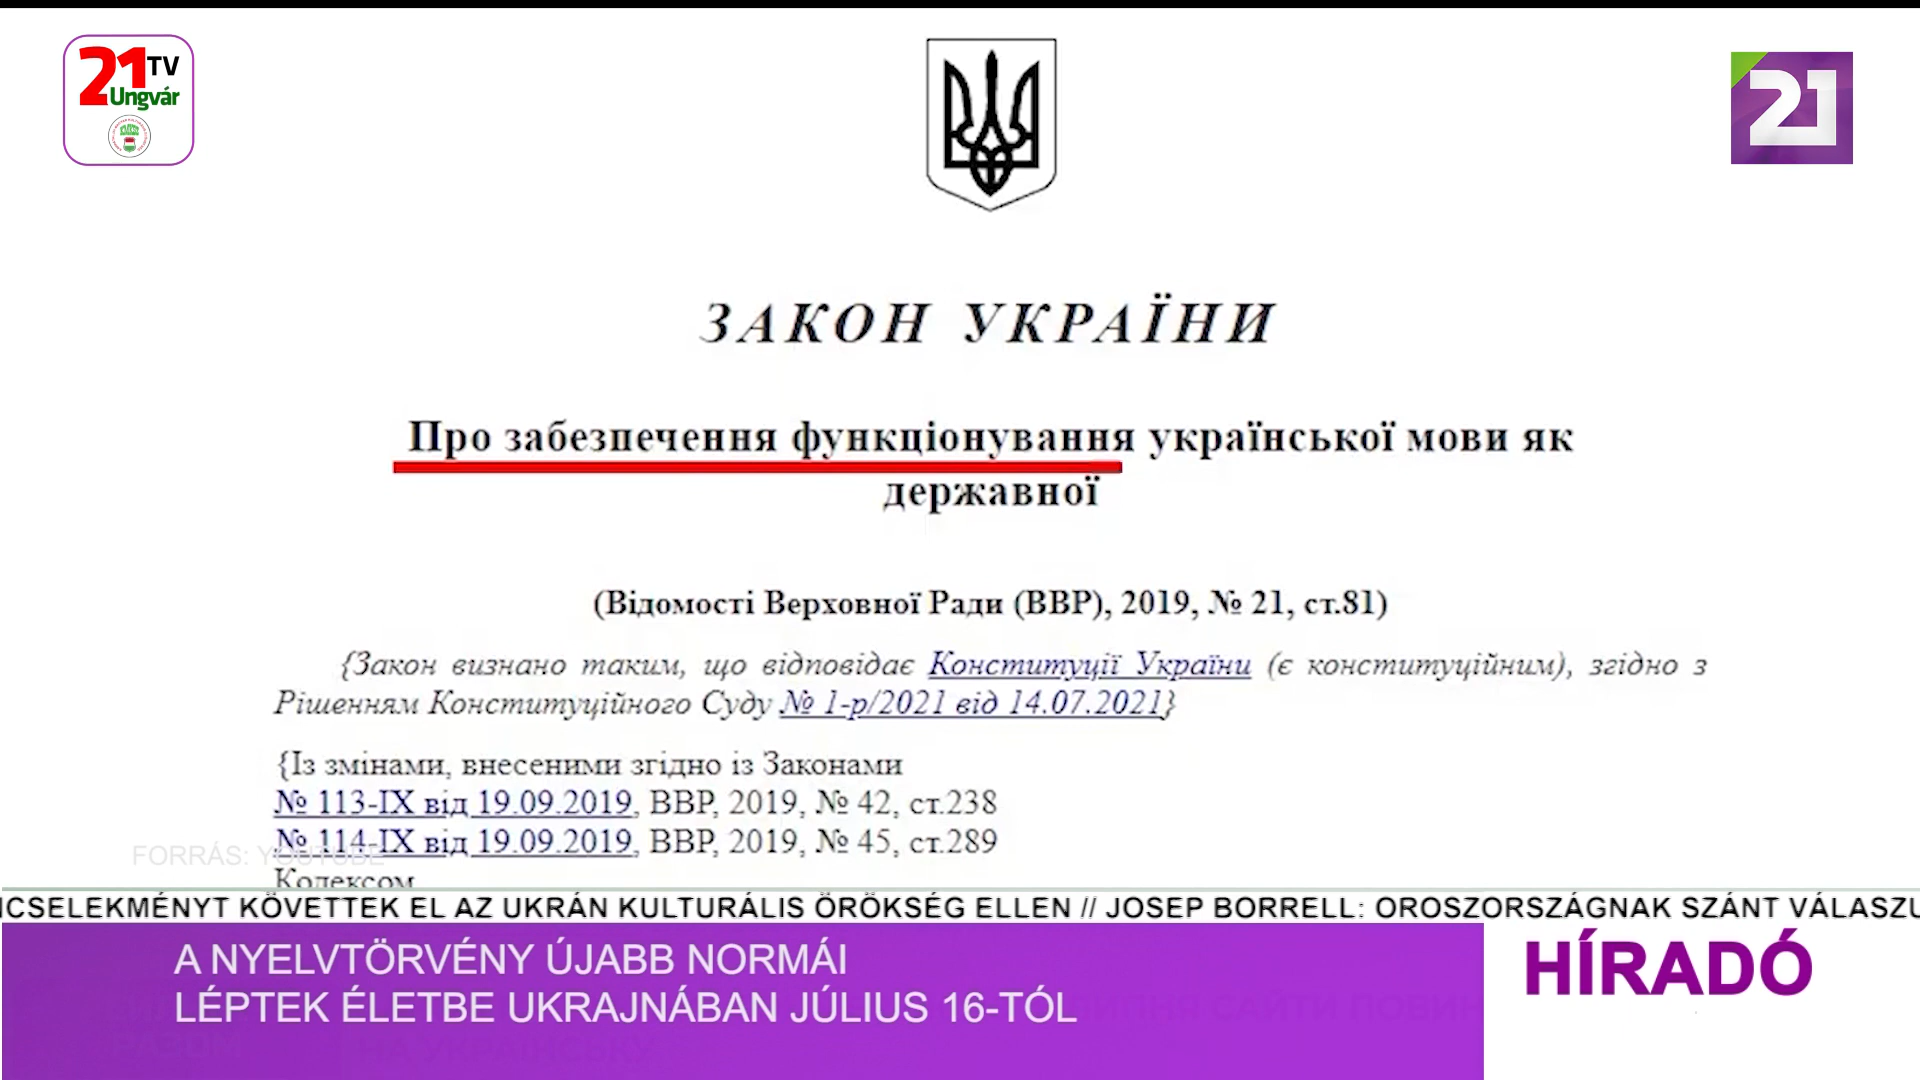 21 TV
Ungvár
21
ЗАКОН УКРАЇНИ
Про забезпечення функціонування української мови як
державної
(Відомості Верховної Ради (ВВР), 2019, № 21, ст.81)
{Закон визнано таким, що відповідає Конституції України (є конституційним), згідно з
Рішенням Конституційного Суду № 1-р/2021 від 14.07.2021}
{Із змінами, внесеними згідно із Законами
№ 113-IX від 19.09.2019, ВВР, 2019, № 42, ст.238
№ 114-IX від 19.09.2019, ВВР, 2019, № 45, ст.289
FORRÁS: YOUTUBE
Кодексом
NCSELEKMÉNYT KÖVETTEK EL AZ UKRÁN KULTURÁLIS ÖRÖKSÉG ELLEN // JOSEP BORRELL: OROSZORSZÁGNAK SZÁNT VÁLASZU
A NYELVTÖRVÉNY ÚJABB NORMÁI
LÉPTEK ÉLETBE UKRAJNÁBAN JÚLIUS 16-TÓL
HÍRADÓ